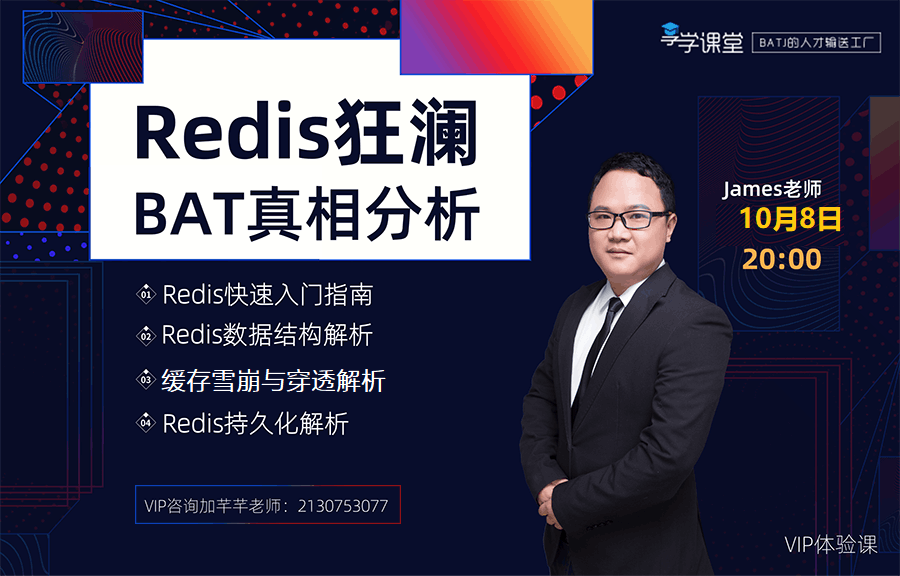 学学课堂 BATJ的人才输送工厂
Redis狂澜
BAT真相分析
James老师
10月8日
20:00
01 Redis快速入门指南
02 Redis数据结构解析
03 缓存雪崩与穿透解析
04 Redis持久化解析
VIP咨询加芊芊老师：2130753077
VIP体验课